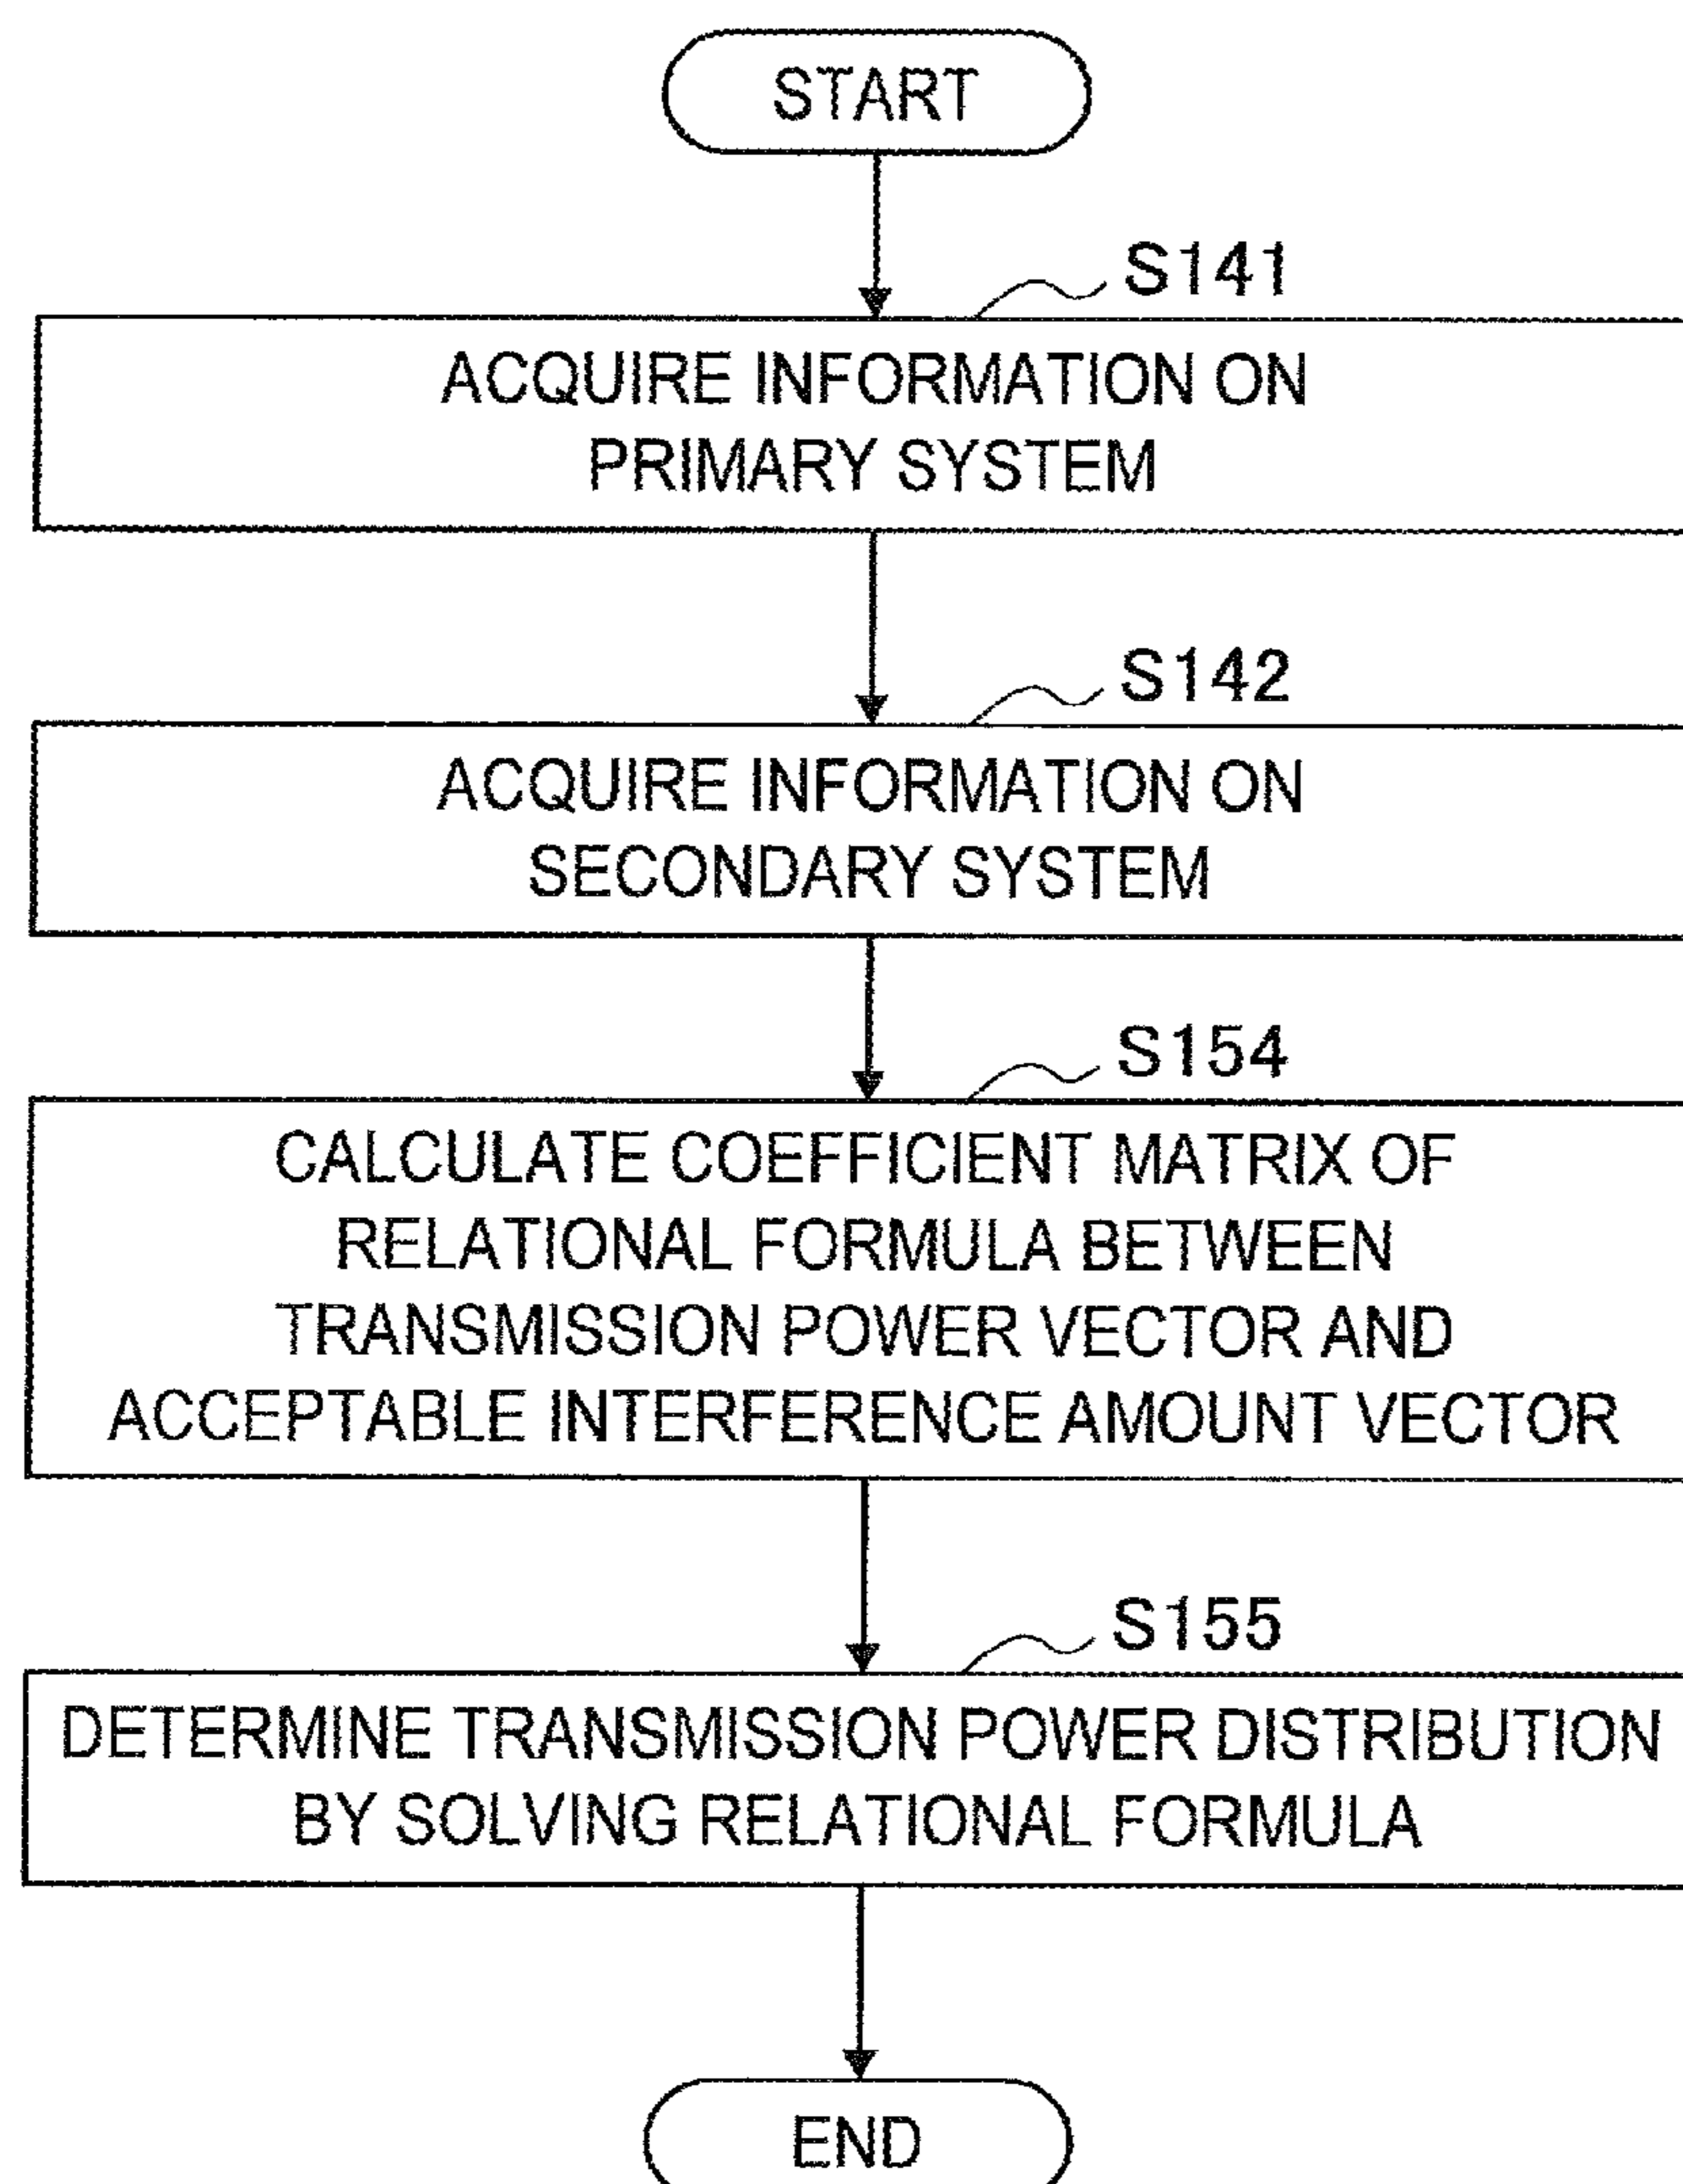 START
S141
ACQUIRE INFORMATION ON
PRIMARY SYSTEM
S142
ACQUIRE INFORMATION ON
SECONDARY SYSTEM
S154
CALCULATE COEFFICIENT MATRIX OF
RELATIONAL FORMULA BETWEEN
TRANSMISSION POWER VECTOR AND
ACCEPTABLE INTERFERENCE AMOUNT VECTOR
S155
DETERMINE TRANSMISSION POWER DISTRIBUTION
BY SOLVING RELATIONAL FORMULA
END